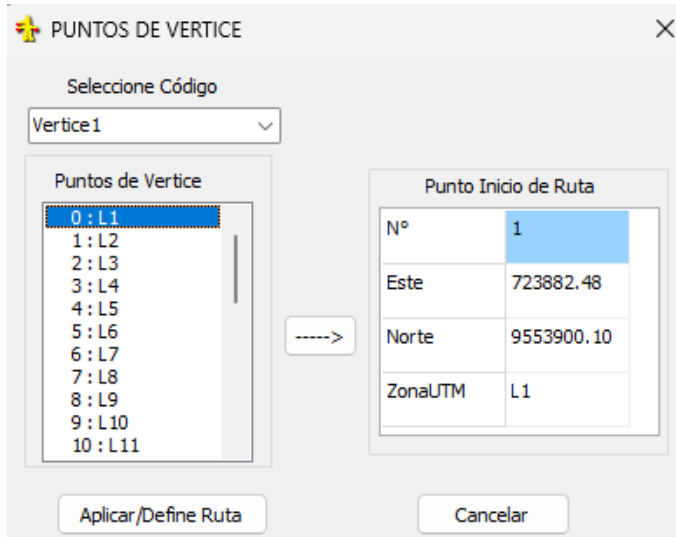 PUNTOS DE VERTICE
Seleccione Código
Vertice1
Puntos de Vertice
0 : L1
1 : L2
2 : L3
3 : L4
4 : L5
5 : L6
6 : L7
7 : L8
8 : L9
9 : L10
10 : L11
----->
Punto Inicio de Ruta
Nº 1
Este 723882.48
Norte 9553900.10
ZonaUTM L1
Aplicar/Define Ruta
Cancelar